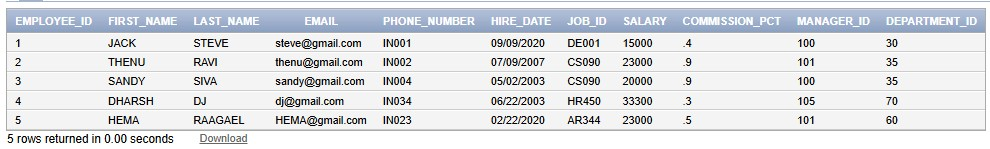 EMPLOYEE_ID FIRST_NAME LAST_NAME EMAIL PHONE_NUMBER HIRE_DATE JOB_ID SALARY COMMISSION_PCT MANAGER_ID DEPARTMENT_ID
1 JACK STEVE steve@gmail.com IN001 09/09/2020 DE001 15000 .4 100 30
2 THENU RAVI thenu@gmail.com IN002 07/09/2007 CS090 23000 .9 101 35
3 SANDY SIVA sandy@gmail.com IN004 05/02/2003 CS090 20000 .9 100 35
4 DHARSH DJ dj@gmail.com IN034 06/22/2003 HR450 33300 .3 105 70
5 HEMA RAAGAEL HEMA@gmail.com IN023 02/22/2020 AR344 23000 .5 101 60
5 rows returned in 0.00 seconds Download